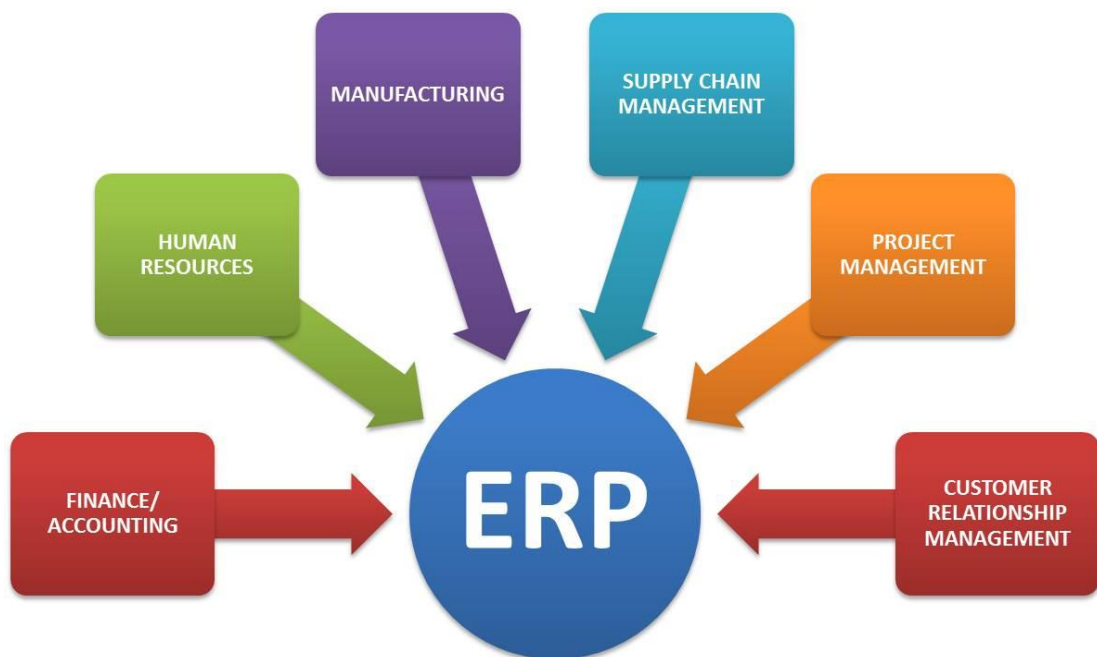 MANUFACTURING
SUPPLY CHAIN
MANAGEMENT
HUMAN
RESOURCES
PROJECT
MANAGEMENT
FINANCE/
ACCOUNTING
ERP
CUSTOMER
RELATIONSHIP
MANAGEMENT